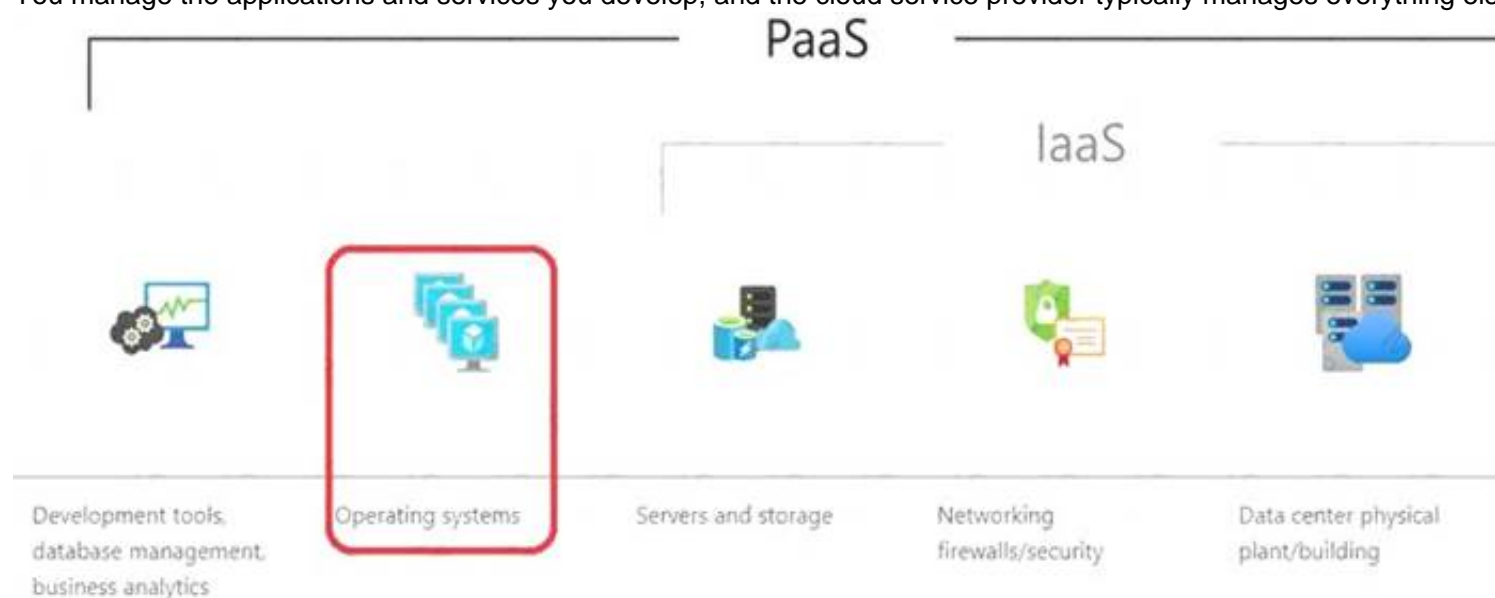 You manage the applications and services you develop, and the cloud service provider typically manages everything
PaaS
IaaS
Development tools,
database management,
business analytics
Operating systems
Servers and storage
Networking
firewalls/security
Data center physical
plant/building